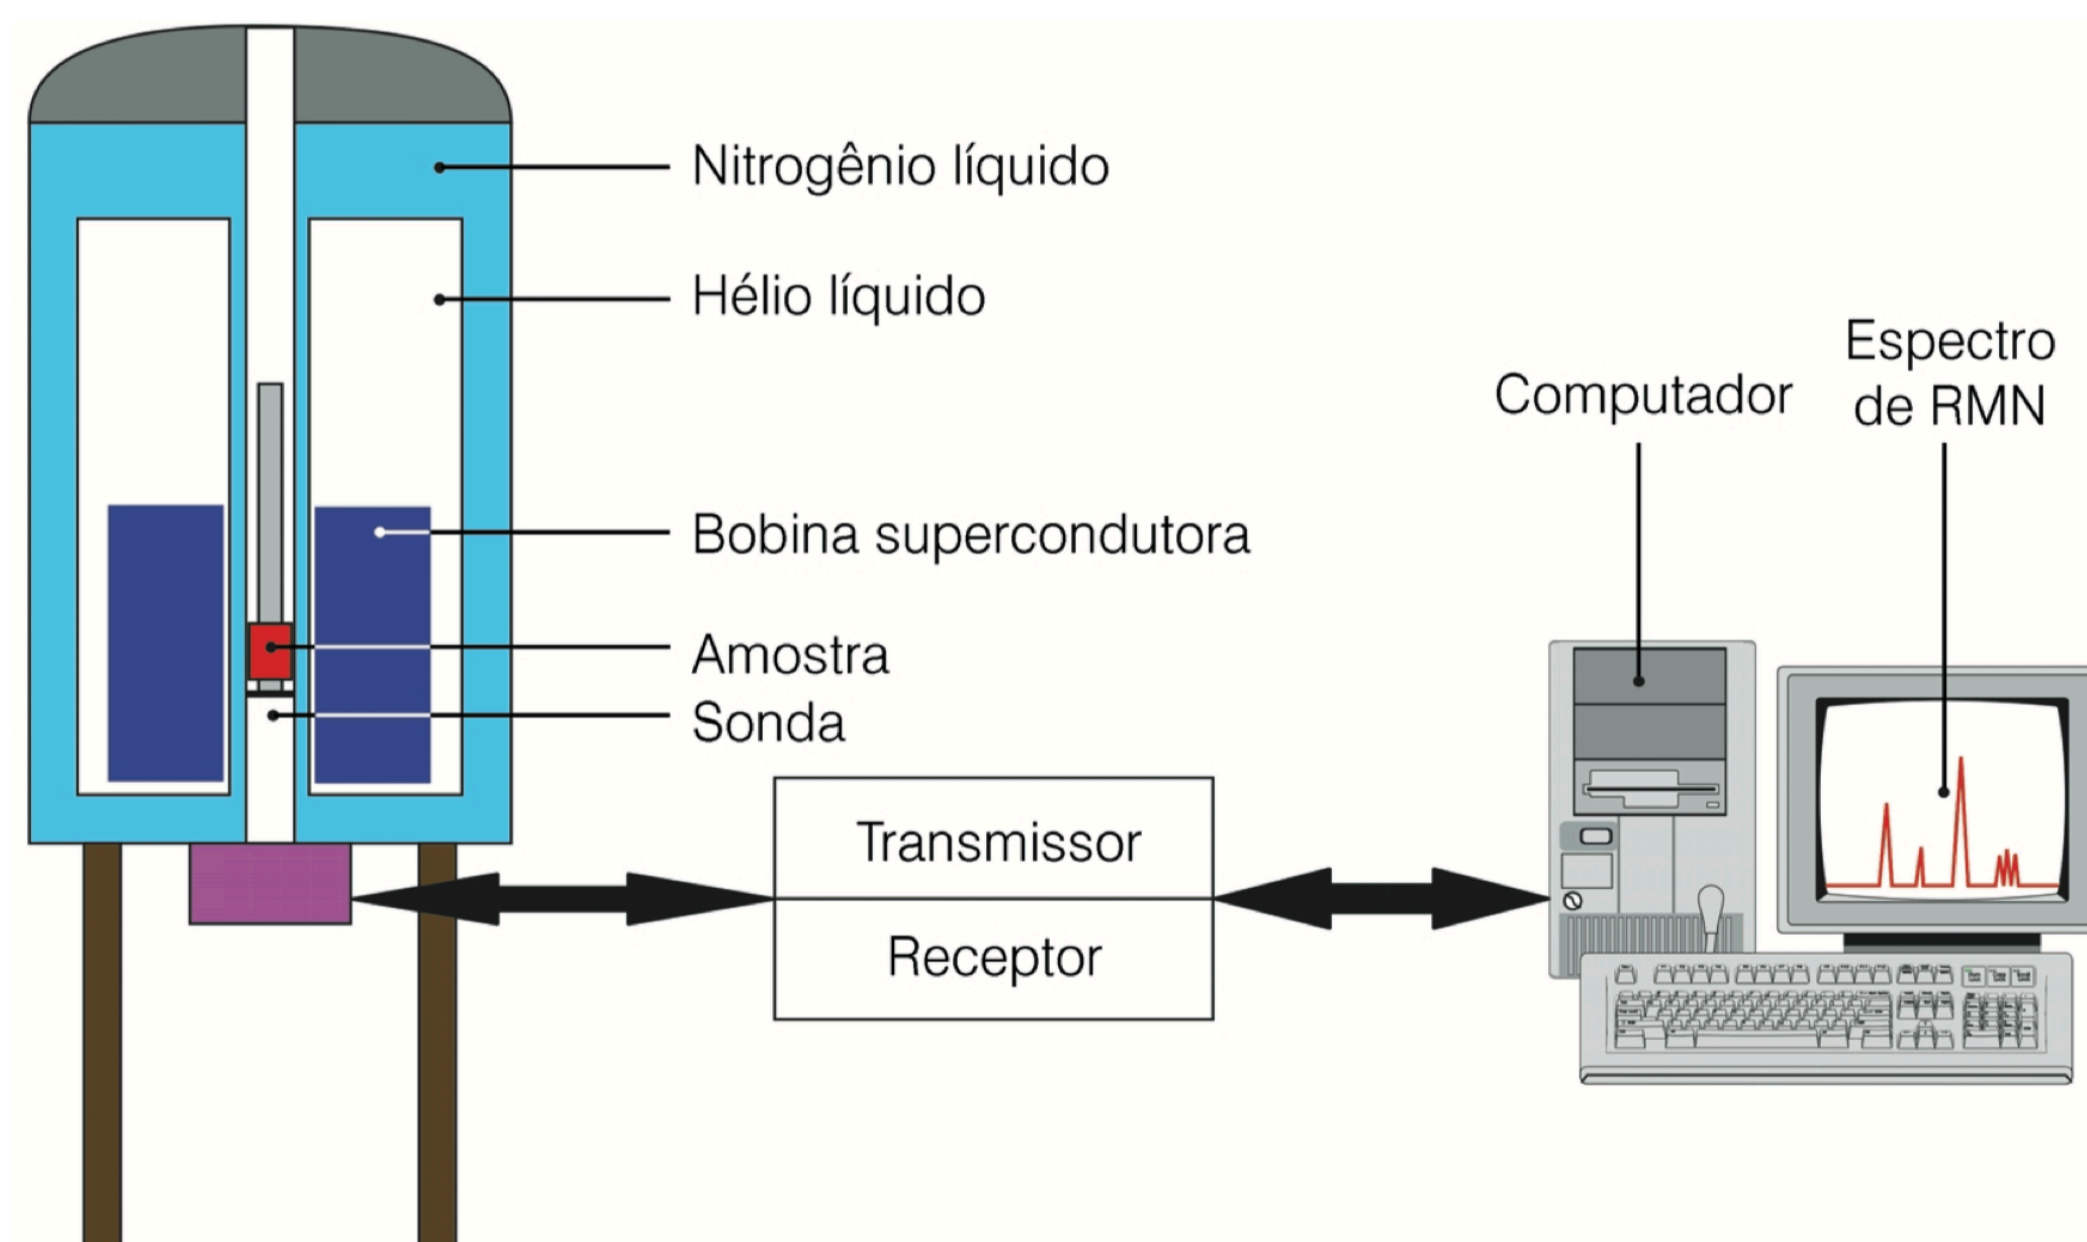 Nitrogênio líquido
Hélio líquido
Bobina supercondutora
Amostra
Sonda
Transmissor
Receptor
Computador
Espectro
de RMN